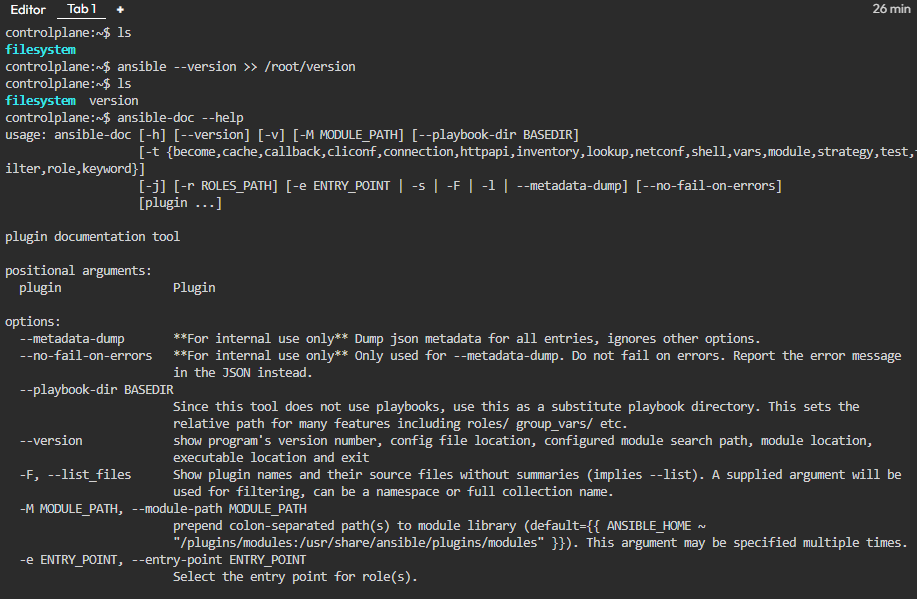 Editor Tab 1 + 26 min
controlplane:~$ ls
filesystem
controlplane:~$ ansible --version >> /root/version
controlplane:~$ ls
filesystem  version
controlplane:~$ ansible-doc --help
usage: ansible-doc [-h] [--version] [-v] [-M MODULE_PATH] [--playbook-dir BASEDIR]
                   [-t {become,cache,callback,cliconf,connection,httpapi,inventory,lookup,netconf,shell,vars,module,strategy,test,f
ilter,role,keyword}]
                   [-j] [-r ROLES_PATH] [-e ENTRY_POINT | -s | -F | -l | --metadata-dump] [--no-fail-on-errors]
                   [plugin ...]
plugin documentation tool
positional arguments:
  plugin                Plugin
options:
  --metadata-dump       **For internal use only** Dump json metadata for all entries, ignores other options.
  --no-fail-on-errors   **For internal use only** Only used for --metadata-dump. Do not fail on errors. Report the error message
                        in the JSON instead.
  --playbook-dir BASEDIR
                        Since this tool does not use playbooks, use this as a substitute playbook directory. This sets the
                        relative path for many features including roles/ group_vars/ etc.
  --version             show program's version number, config file location, configured module search path, module location,
                        executable location and exit
  -F, --list_files      Show plugin names and their source files without summaries (implies --list). A supplied argument will be
                        used for filtering, can be a namespace or full collection name.
  -M MODULE_PATH, --module-path MODULE_PATH
                        prepend colon-separated path(s) to module library (default={{ ANSIBLE_HOME ~
                        "/plugins/modules:/usr/share/ansible/plugins/modules" }}). This argument may be specified multiple times.
  -e ENTRY_POINT, --entry-point ENTRY_POINT
                        Select the entry point for role(s).